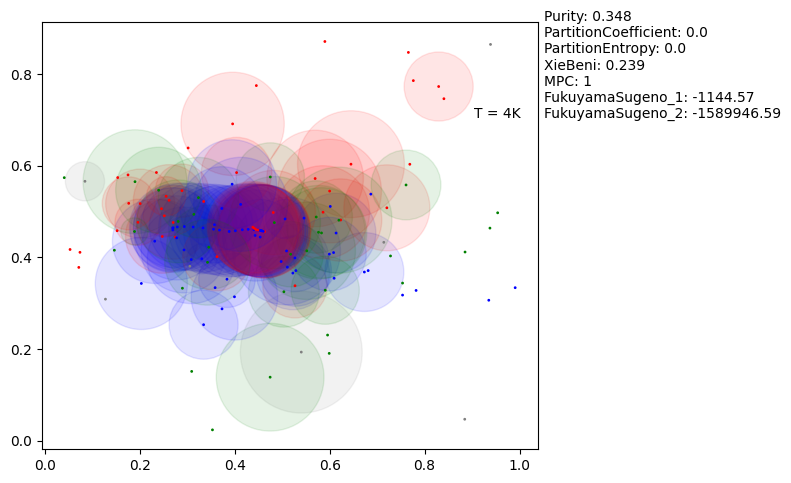 Purity: 0.348
PartitionCoefficient: 0.0
PartitionEntropy: 0.0
XieBeni: 0.239
MPC: 1
FukuyamaSugeno_1: -1144.57
FukuyamaSugeno_2: -1589946.59
T = 4K
0.8
0.6
0.4
0.2
0.0
0.0 0.2 0.4 0.6 0.8 1.0